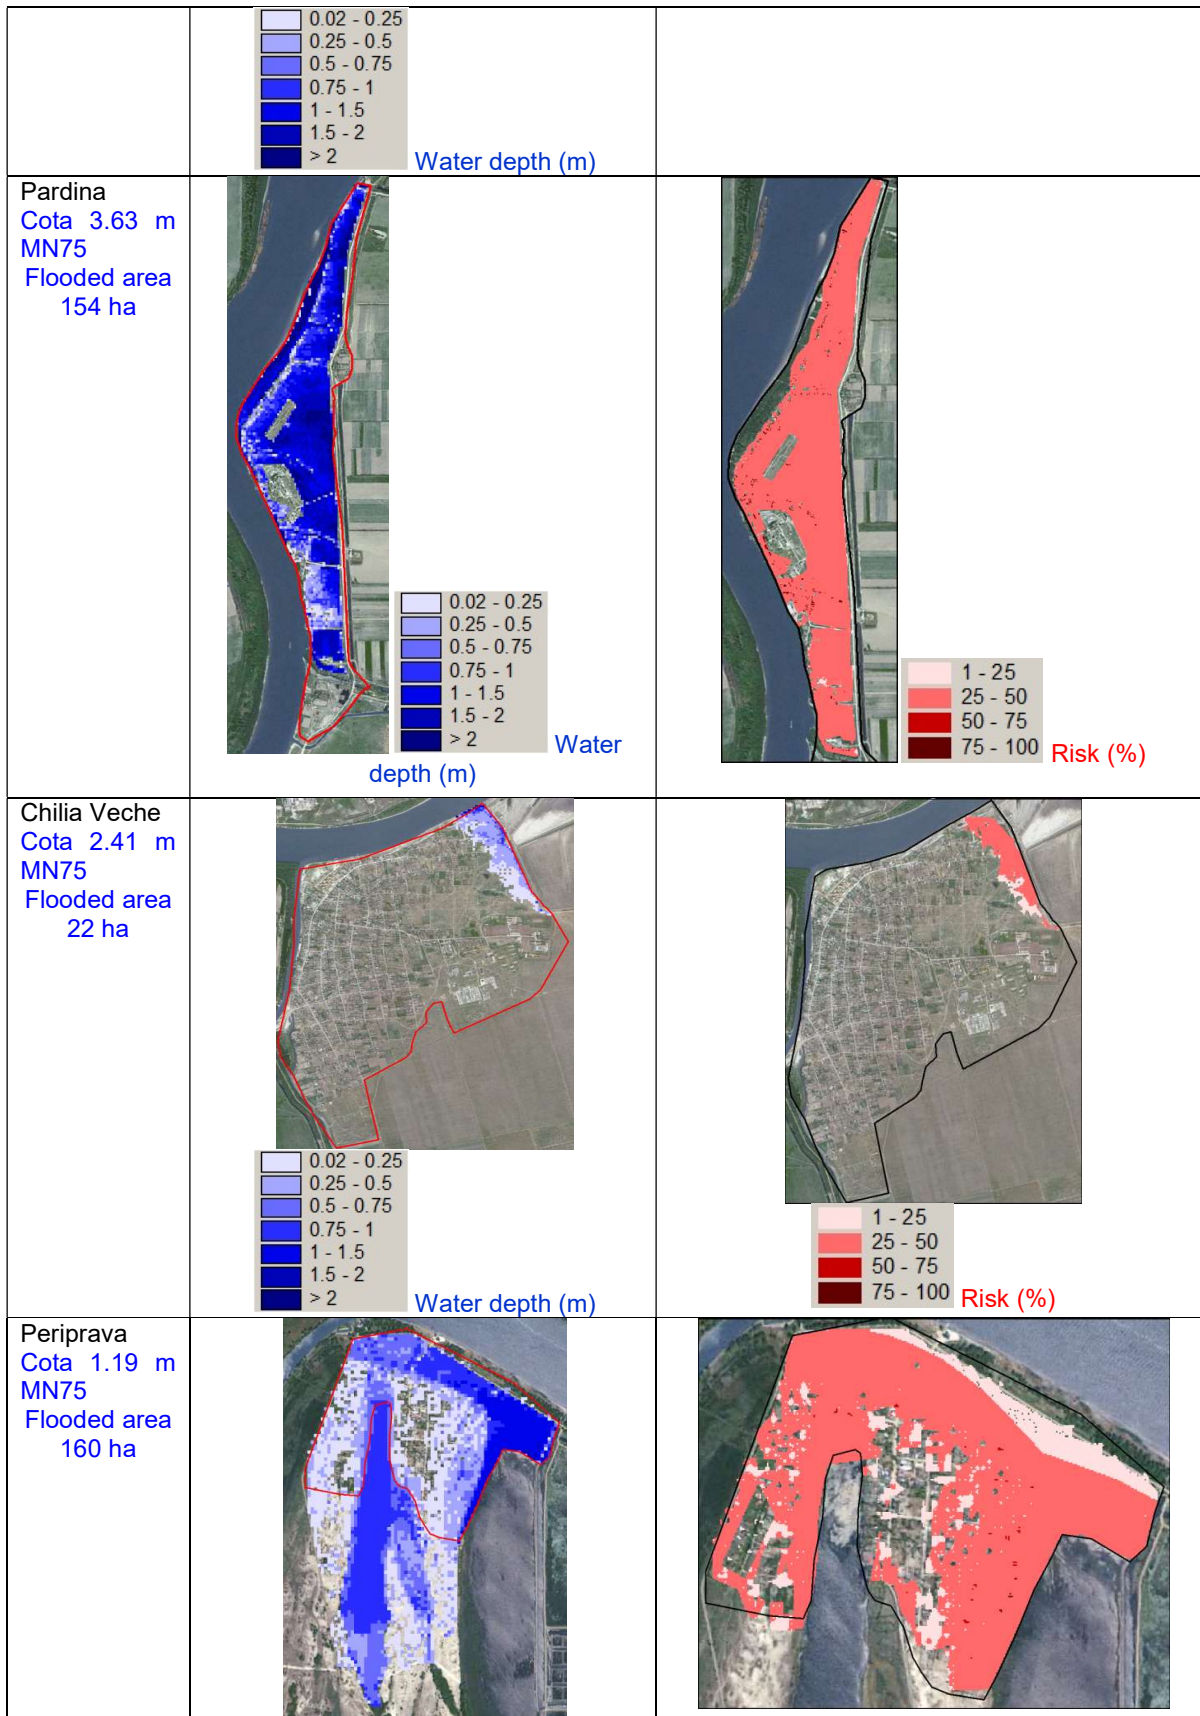 0.02 - 0.25
0.25 - 0.5
0.5 - 0.75
0.75 - 1
1 - 1.5
1.5 - 2
> 2
Water depth (m)
Pardina
Cota 3.63 m
MN75
Flooded area
154 ha
0.02 - 0.25
0.25 - 0.5
0.5 - 0.75
0.75 - 1
1 - 1.5
1.5 - 2
> 2
Water
depth (m)
1 - 25
25 - 50
50 - 75
75 - 100
Risk (%)
Chilia Veche
Cota 2.41 m
MN75
Flooded area
22 ha
0.02 - 0.25
0.25 - 0.5
0.5 - 0.75
0.75 - 1
1 - 1.5
1.5 - 2
> 2
Water depth (m)
1 - 25
25 - 50
50 - 75
75 - 100
Risk (%)
Periprava
Cota 1.19 m
MN75
Flooded area
160 ha